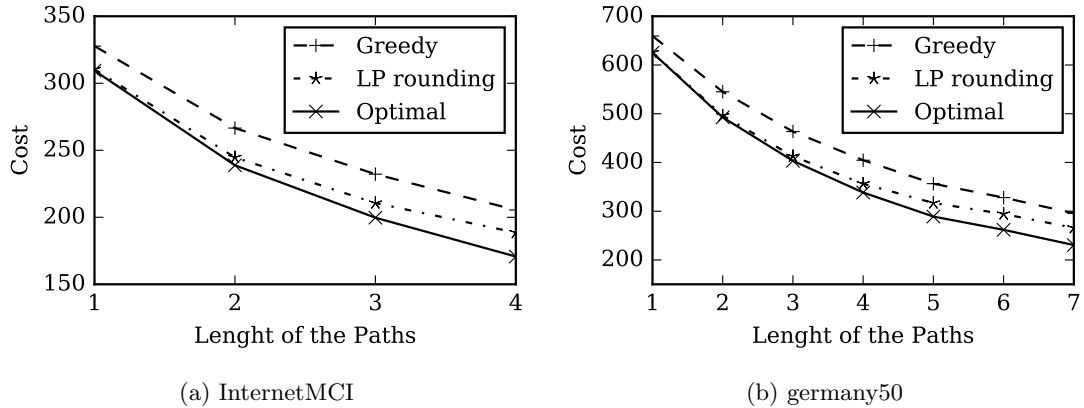 350
300
250
200
150
Cost
Greedy
LP rounding
Optimal
1 2 3 4
Lenght of the Paths
(a) InternetMCI
700
600
500
400
300
200
Cost
Greedy
LP rounding
Optimal
1 2 3 4 5 6 7
Lenght of the Paths
(b) germany50